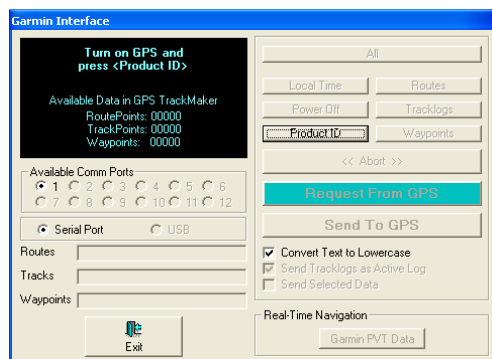 Garmin Interface
Turn on GPS and
press <Product ID>
Available Data in GPS TrackMaker
RoutePoints: 00000
TrackPoints: 00000
Waypoints: 00000
Available Comm Ports
1 2 3 4 5 6
7 8 9 10 11 12
Serial Port USB
Routes
Tracks
Waypoints
Exit
All
Local Time Routes
Power Off Tracklogs
Product ID Waypoints
<< Abort >>
Request From GPS
Send To GPS
Convert Text to Lowercase
Send Tracklogs as Active Log
Send Selected Data
Real-Time Navigation
Garmin PVT Data